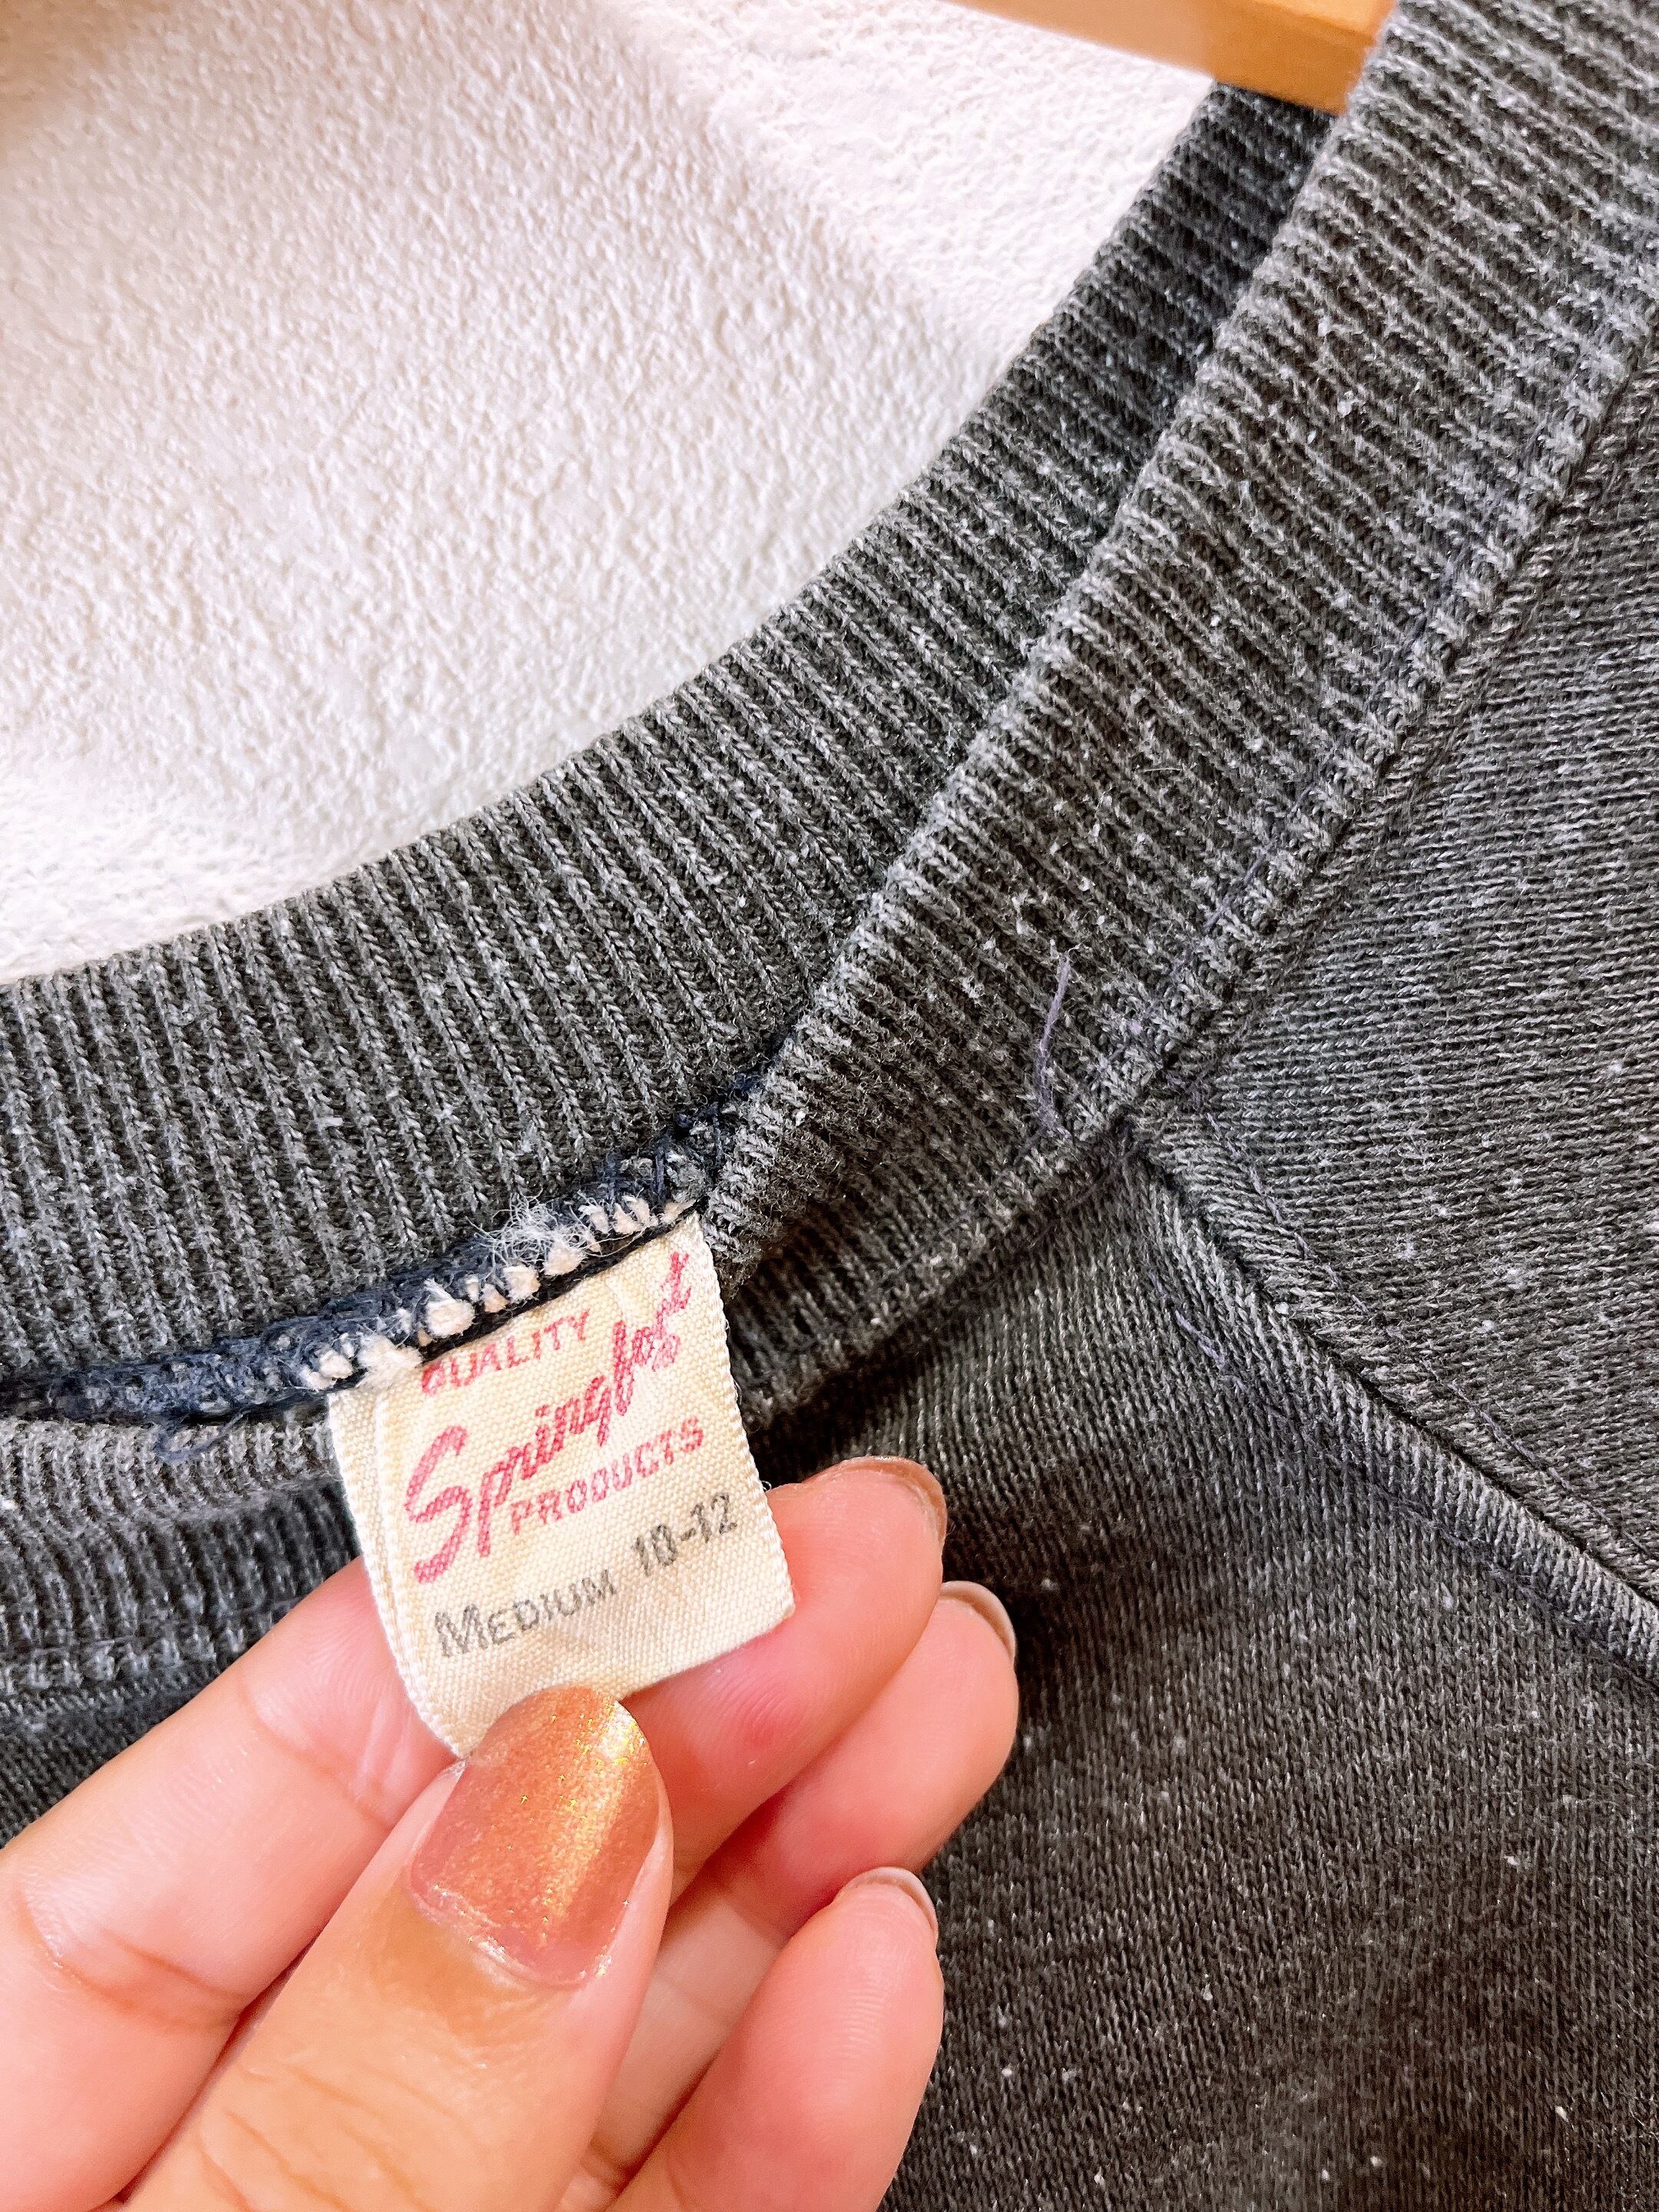 QUALITY
Springfoot
PRODUCTS
MEDIUM 10-12